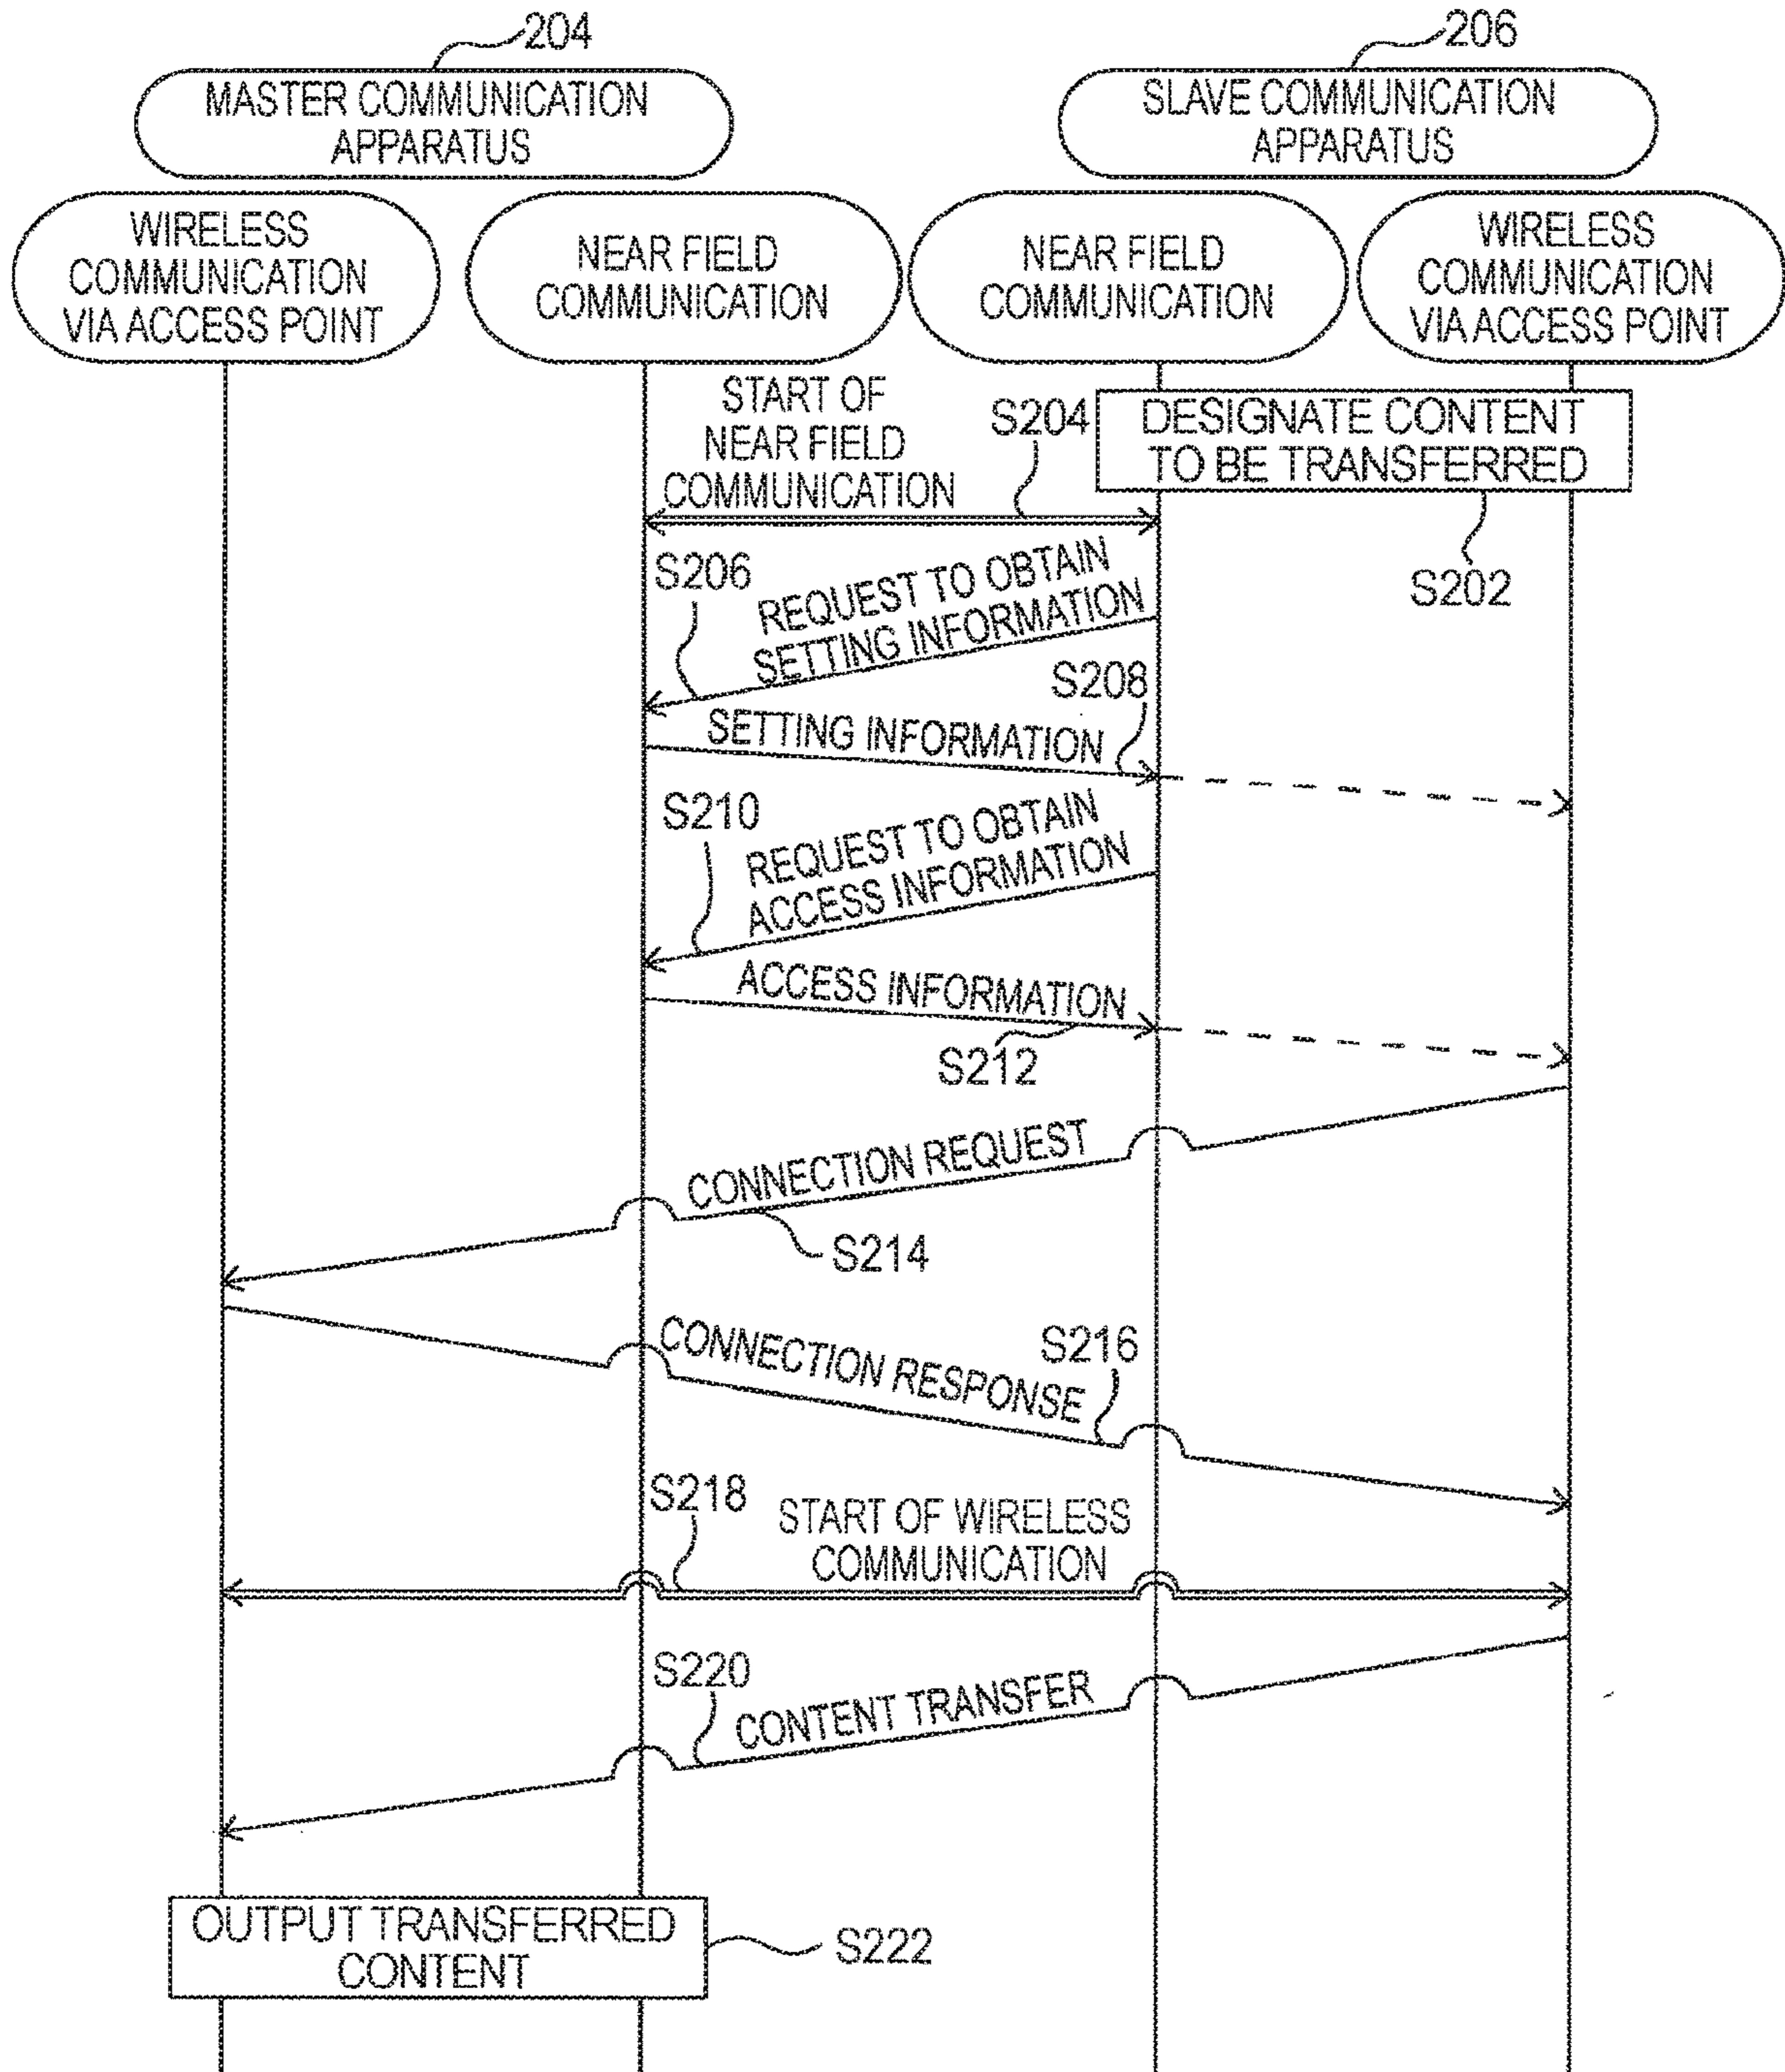 204
206
MASTER COMMUNICATION
APPARATUS
SLAVE COMMUNICATION
APPARATUS
WIRELESS
COMMUNICATION
VIA ACCESS POINT
NEAR FIELD
COMMUNICATION
NEAR FIELD
COMMUNICATION
WIRELESS
COMMUNICATION
VIA ACCESS POINT
START OF
NEAR FIELD
COMMUNICATION
S204
DESIGNATE CONTENT
TO BE TRANSFERRED
S202
S206
REQUEST TO OBTAIN
SETTING INFORMATION
S208
SETTING INFORMATION
S210
REQUEST TO OBTAIN
ACCESS INFORMATION
ACCESS INFORMATION
S212
CONNECTION REQUEST
S214
CONNECTION RESPONSE
S216
S218
START OF WIRELESS
COMMUNICATION
S220
CONTENT TRANSFER
OUTPUT TRANSFERRED
CONTENT
S222